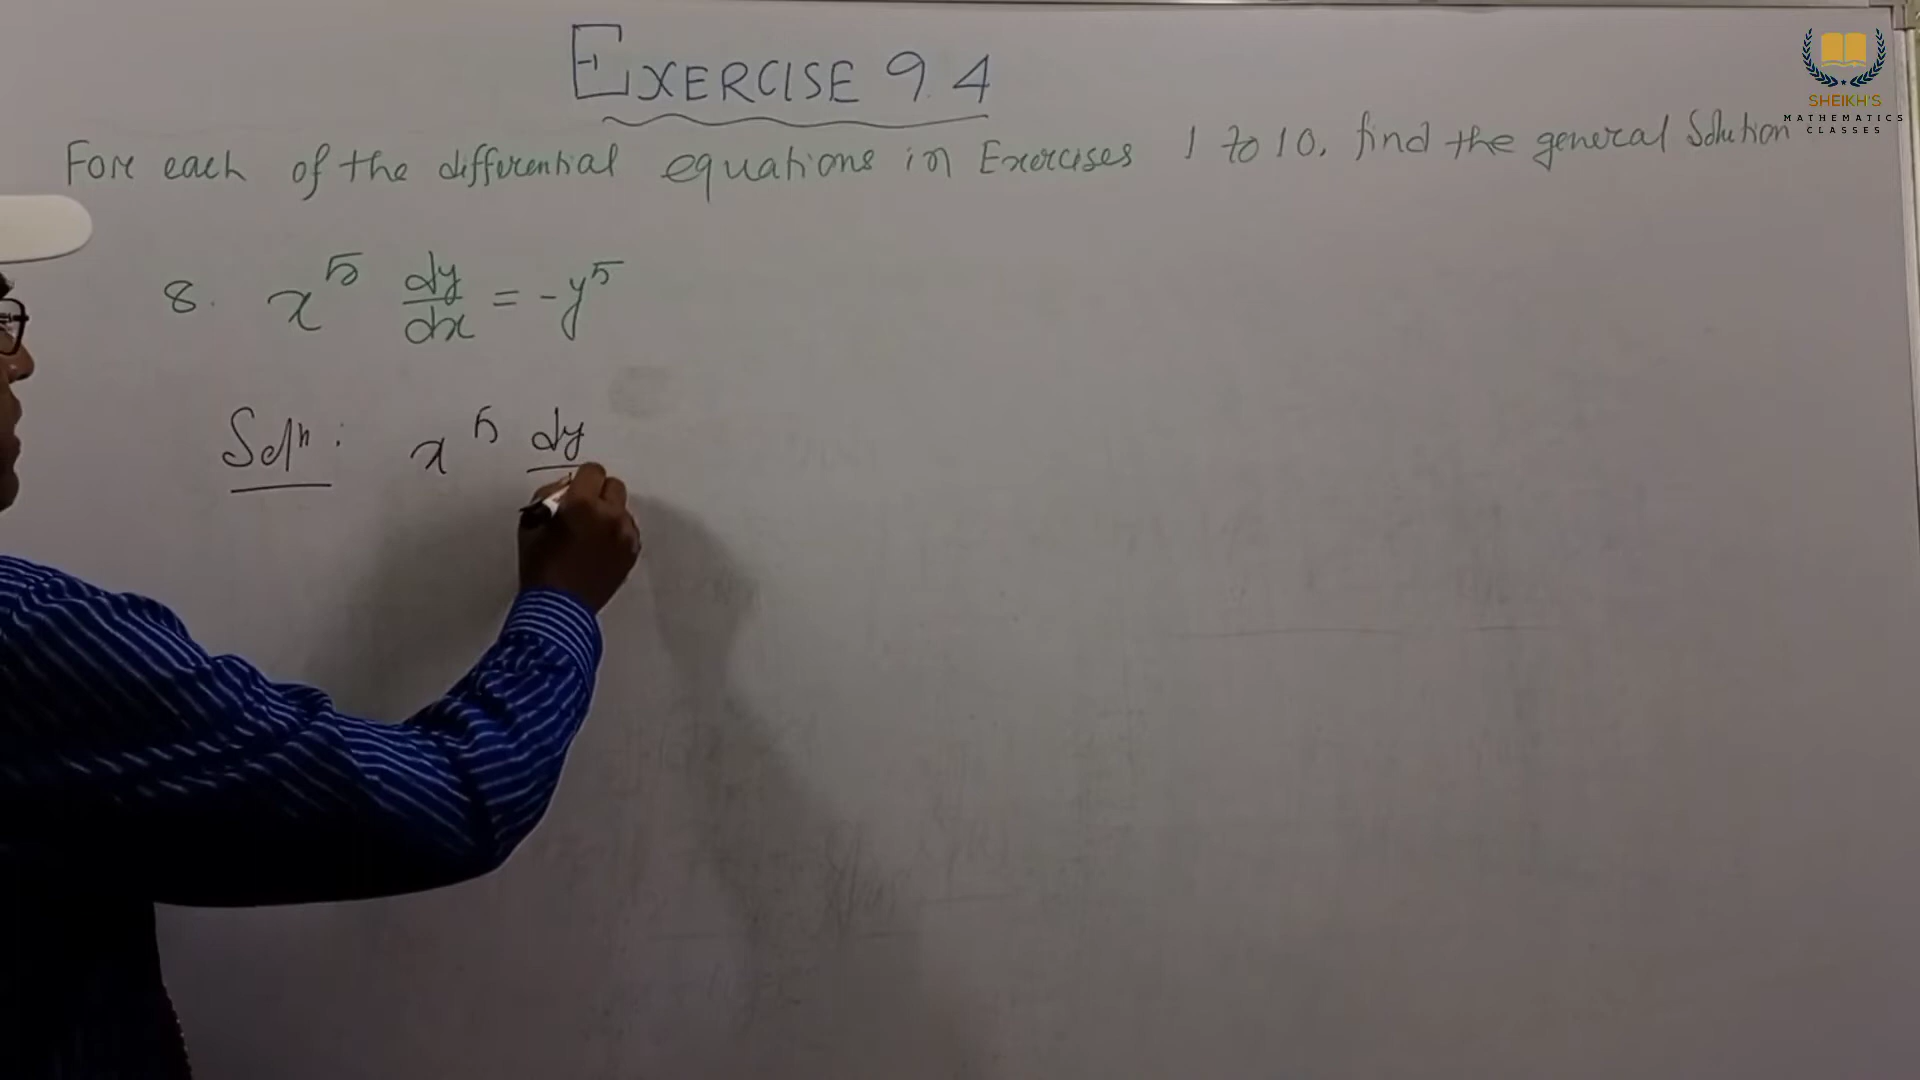 EXERCISE 9.4
For each of the differential equations in Exercises 1 to 10, find the general Solution
SHEIKH'S
MATHEMATICS
CLASSES
8. x^5 dy/dx = -y^5
Solⁿ: x^5 dy